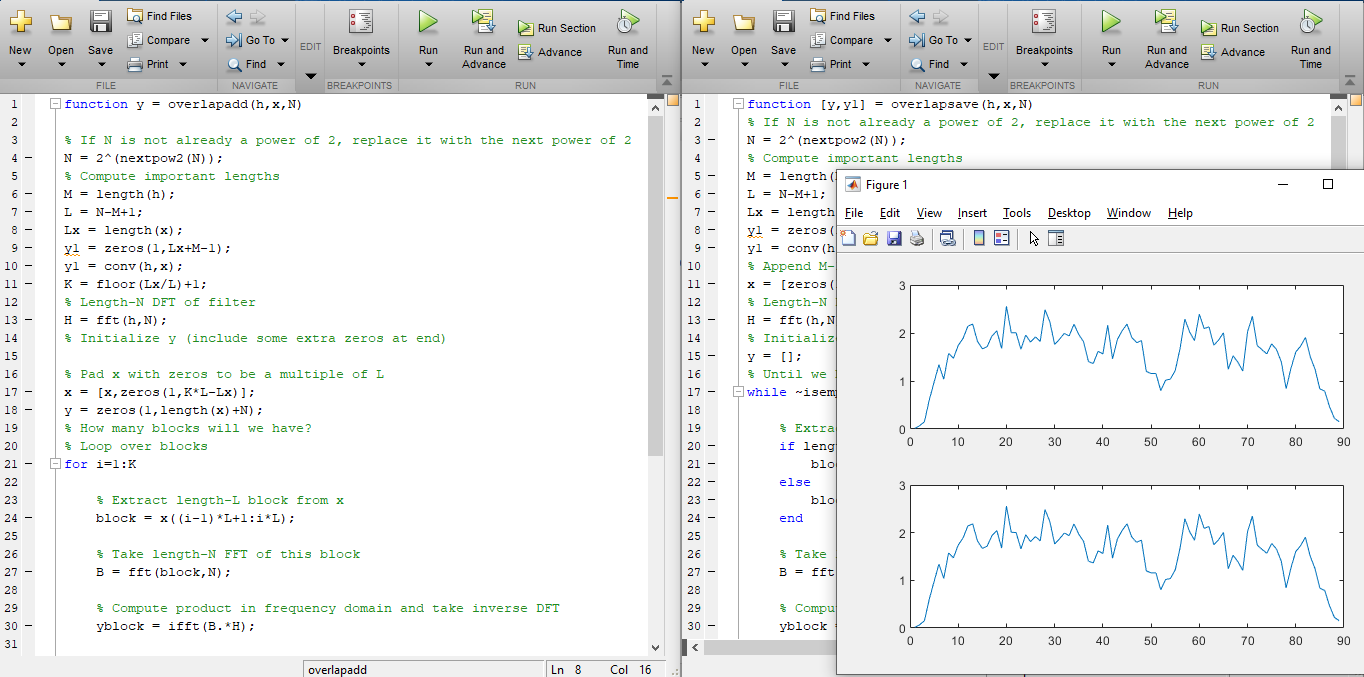 New
Open
Save
Find Files
Compare
Print
FILE
Go To
Find
NAVIGATE
EDIT
Breakpoints
BREAKPOINTS
Run
Run and Advance
Run Section
Advance
Run and Time
RUN
1 function y = overlapadd(h,x,N)
2
3 % If N is not already a power of 2, replace it with the next power of 2
4 N = 2^(nextpow2(N));
5 % Compute important lengths
6 M = length(h);
7 L = N-M+1;
8 Lx = length(x);
9 y1 = zeros(1,Lx+M-1);
10 y1 = conv(h,x);
11 K = floor(Lx/L)+1;
12 % Length-N DFT of filter
13 H = fft(h,N);
14 % Initialize y (include some extra zeros at end)
15
16 % Pad x with zeros to be a multiple of L
17 x = [x,zeros(1,K*L-Lx)];
18 y = zeros(1,length(x)+N);
19 % How many blocks will we have?
20 % Loop over blocks
21 for i=1:K
22
23 % Extract length-L block from x
24 block = x((i-1)*L+1:i*L);
25
26 % Take length-N FFT of this block
27 B = fft(block,N);
28
29 % Compute product in frequency domain and take inverse DFT
30 yblock = ifft(B.*H);
31
overlapadd
Ln 8 Col 16
New
Open
Save
Find Files
Compare
Print
FILE
Go To
Find
NAVIGATE
EDIT
Breakpoints
BREAKPOINTS
Run
Run and Advance
Run Section
Advance
Run and Time
RUN
1 function [y,y1] = overlapsave(h,x,N)
2 % If N is not already a power of 2, replace it with the next power of 2
3 N = 2^(nextpow2(N));
4 % Compute important lengths
5 M = length(
6 L = N-M+1;
7 Lx = length
8 y1 = zeros(
9 y1 = conv(h
10 % Append M-
11 x = [zeros(
12 % Length-N
13 H = fft(h,N
14 % Initializ
15 y = [];
16 % Until we
17 while ~isemp
18
19 % Extra
20 if leng
21 blo
22 else
23 blo
24 end
25
26 % Take
27 B = fft
28
29 % Compu
30 yblock
Figure 1
File Edit View Insert Tools Desktop Window Help
3
2
1
0
0 10 20 30 40 50 60 70 80 90
3
2
1
0
0 10 20 30 40 50 60 70 80 90